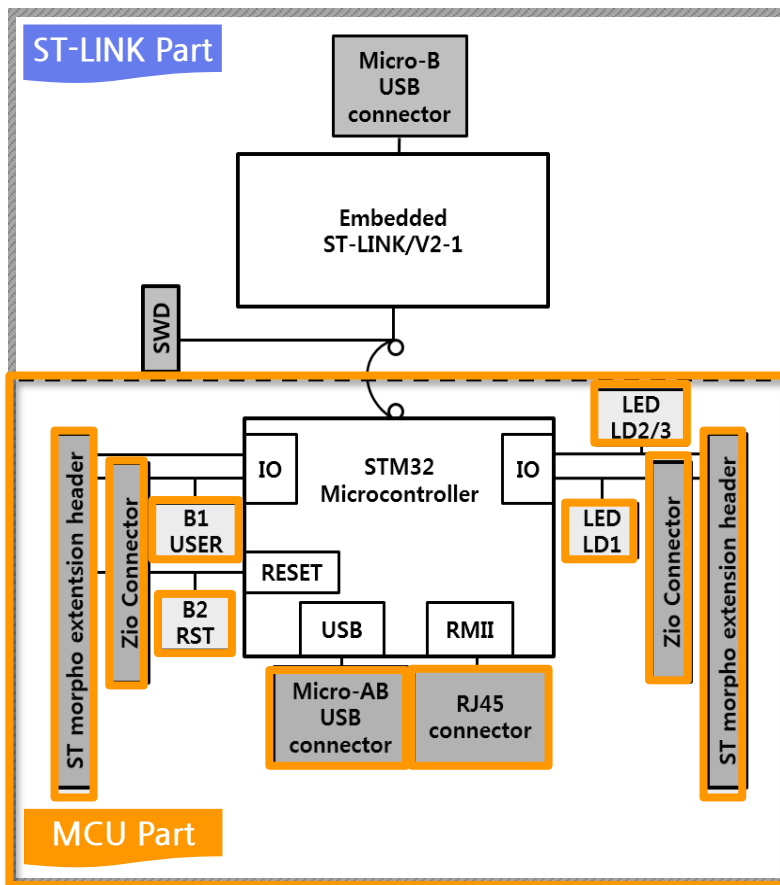 ST-LINK Part
Micro-B
USB
connector
Embedded
ST-LINK/V2-1
SWD
LED
LD2/3
STM32
Microcontroller
IO
IO
ST morpho extentsion header
Zio Connector
B1
USER
LED
LD1
Zio Connector
ST morpho extension header
RESET
B2
RST
USB
RMII
Micro-AB
USB
connector
RJ45
connector
MCU Part